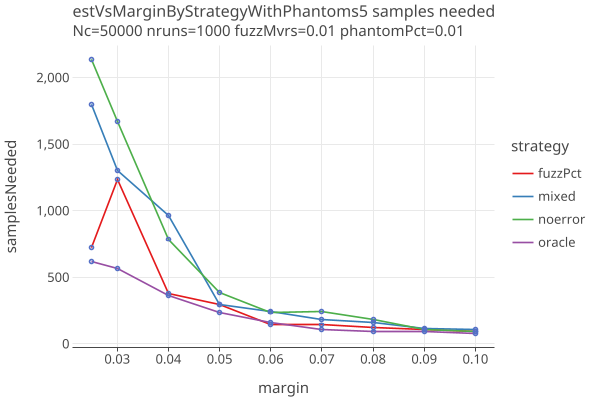 estVsMarginByStrategyWithPhantoms5 samples needed
Nc=50000 nruns=1000 fuzzMvrs=0.01 phantomPct=0.01
samplesNeeded
2,000
1,500
1,000
500
0
0.03 0.04 0.05 0.06 0.07 0.08 0.09 0.10
margin
strategy
fuzzPct
mixed
noerror
oracle